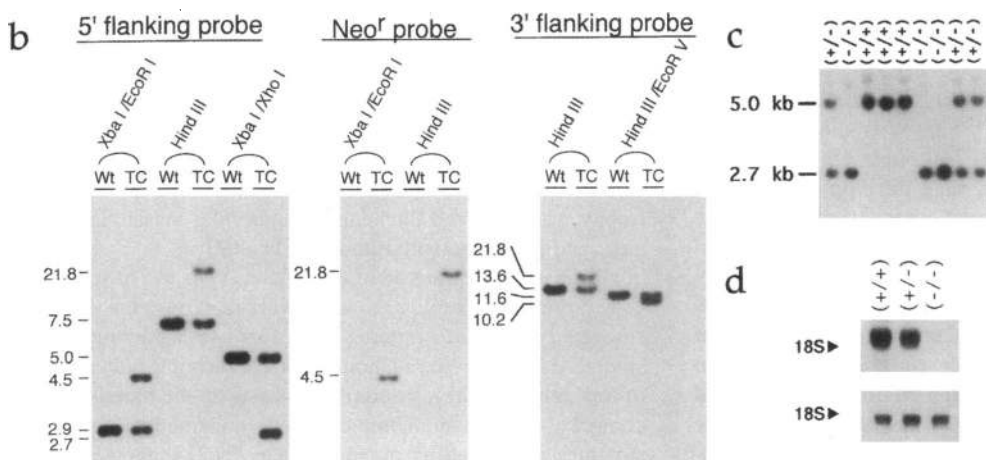 b
5' flanking probe
Neoʳ probe
3' flanking probe
Xba I /EcoR I
Hind III
Xba I /Xho I
Xba I /EcoR I
Hind III
Hind III
Hind III /EcoR V
Wt TC Wt TC Wt TC
Wt TC Wt TC
Wt TC Wt TC
21.8
7.5
5.0
4.5
2.9
2.7
21.8
4.5
21.8
13.6
11.6
10.2
c
(+/-) (-/-) (+/+) (+/+) (+/+) (-/-) (-/-) (+/-) (+/-)
5.0 kb
2.7 kb
d
(+/+) (+/-) (-/-)
18S
18S